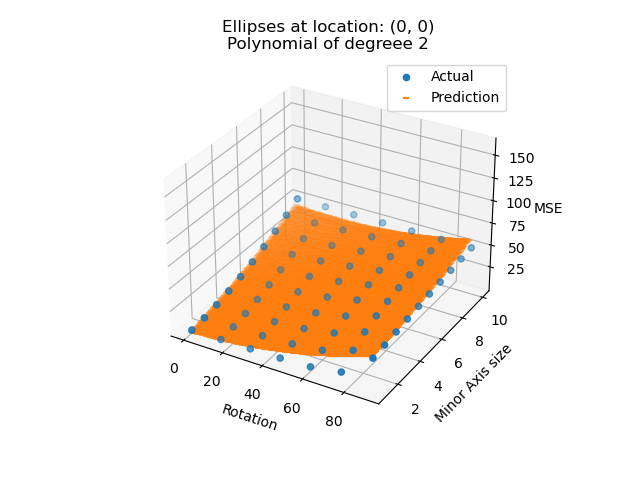 Ellipses at location: (0, 0)
Polynomial of degreee 2
Actual
Prediction
150
125
100
75
50
25
MSE
10
8
6
4
2
Minor Axis size
0
20
40
60
80
Rotation